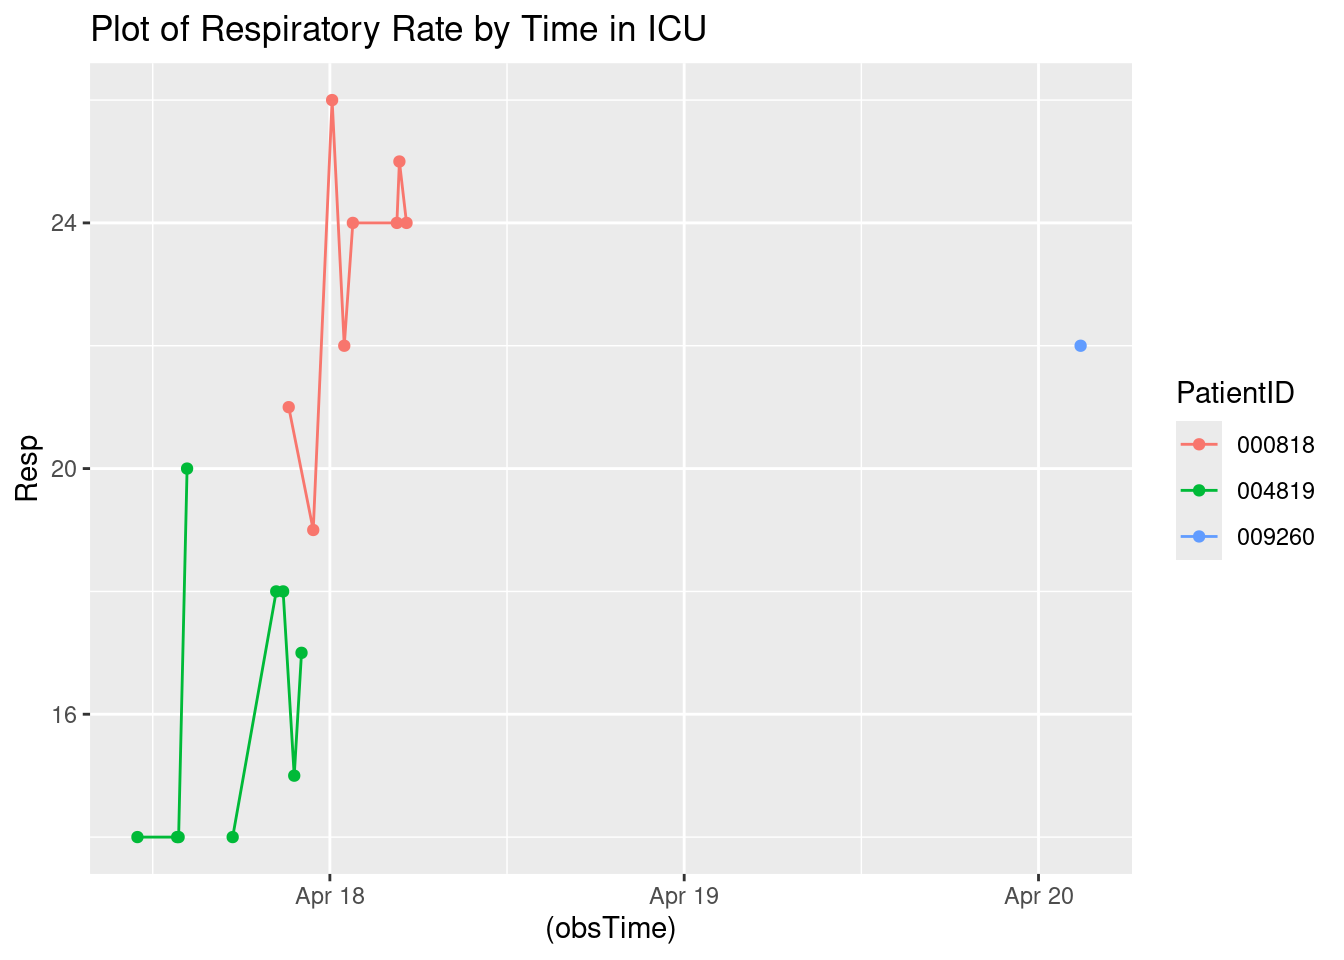 Plot of Respiratory Rate by Time in ICU
24
20
16
Resp
Apr 18
Apr 19
Apr 20
(obsTime)
PatientID
000818
004819
009260